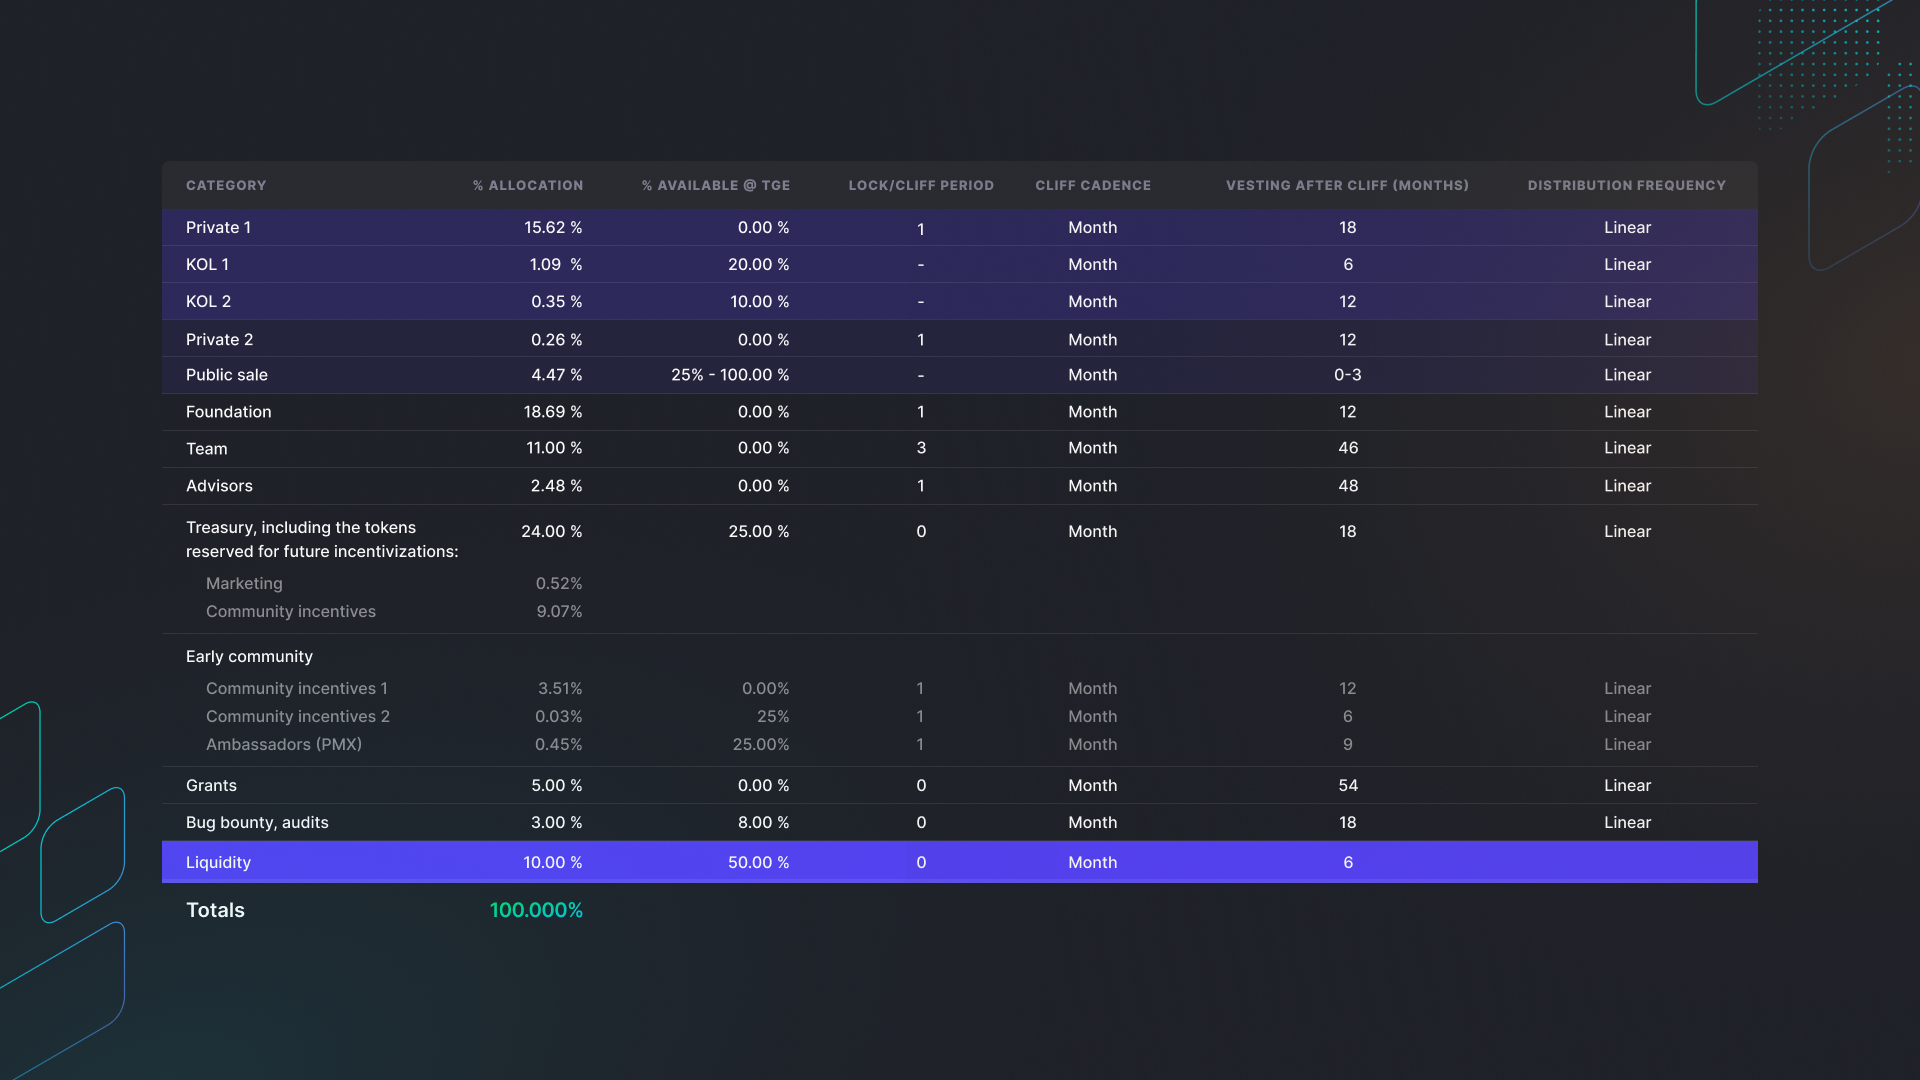 CATEGORY % ALLOCATION % AVAILABLE @ TGE LOCK/CLIFF PERIOD CLIFF CADENCE VESTING AFTER CLIFF (MONTHS) DISTRIBUTION FREQUENCY
Private 1 15.62 % 0.00 % 1 Month 18 Linear
KOL 1 1.09 % 20.00 % - Month 6 Linear
KOL 2 0.35 % 10.00 % - Month 12 Linear
Private 2 0.26 % 0.00 % 1 Month 12 Linear
Public sale 4.47 % 25% - 100.00 % - Month 0-3 Linear
Foundation 18.69 % 0.00 % 1 Month 12 Linear
Team 11.00 % 0.00 % 3 Month 46 Linear
Advisors 2.48 % 0.00 % 1 Month 48 Linear
Treasury, including the tokens 24.00 % 25.00 % 0 Month 18 Linear
reserved for future incentivizations:
Marketing 0.52%
Community incentives 9.07%
Early community
Community incentives 1 3.51% 0.00% 1 Month 12 Linear
Community incentives 2 0.03% 25% 1 Month 6 Linear
Ambassadors (PMX) 0.45% 25.00% 1 Month 9 Linear
Grants 5.00 % 0.00 % 0 Month 54 Linear
Bug bounty, audits 3.00 % 8.00 % 0 Month 18 Linear
Liquidity 10.00 % 50.00 % 0 Month 6
Totals 100.000%